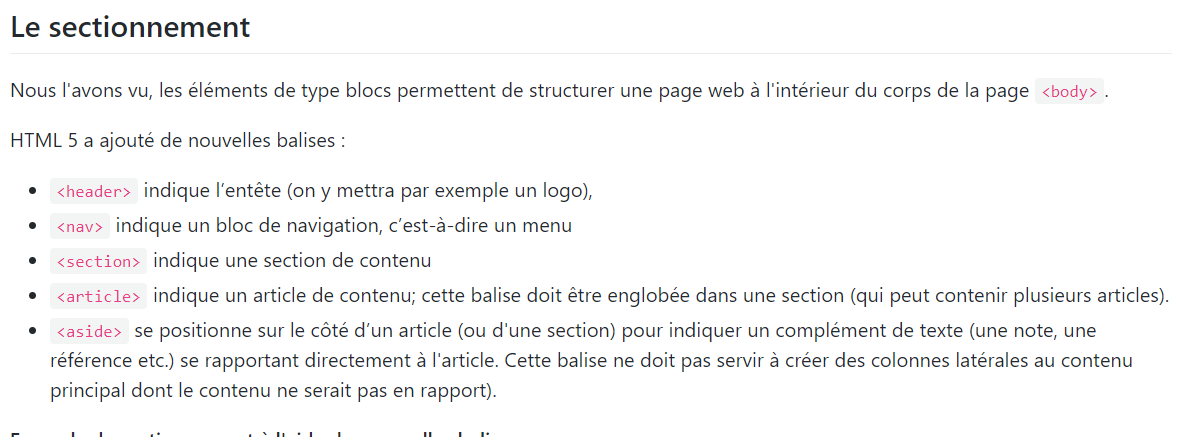 Le sectionnement
Nous l'avons vu, les éléments de type blocs permettent de structurer une page web à l'intérieur du corps de la page <body>.
HTML 5 a ajouté de nouvelles balises :
<header> indique l’entête (on y mettra par exemple un logo),
<nav> indique un bloc de navigation, c’est-à-dire un menu
<section> indique une section de contenu
<article> indique un article de contenu; cette balise doit être englobée dans une section (qui peut contenir plusieurs articles).
<aside> se positionne sur le côté d’un article (ou d'une section) pour indiquer un complément de texte (une note, une
référence etc.) se rapportant directement à l'article. Cette balise ne doit pas servir à créer des colonnes latérales au contenu
principal dont le contenu ne serait pas en rapport).